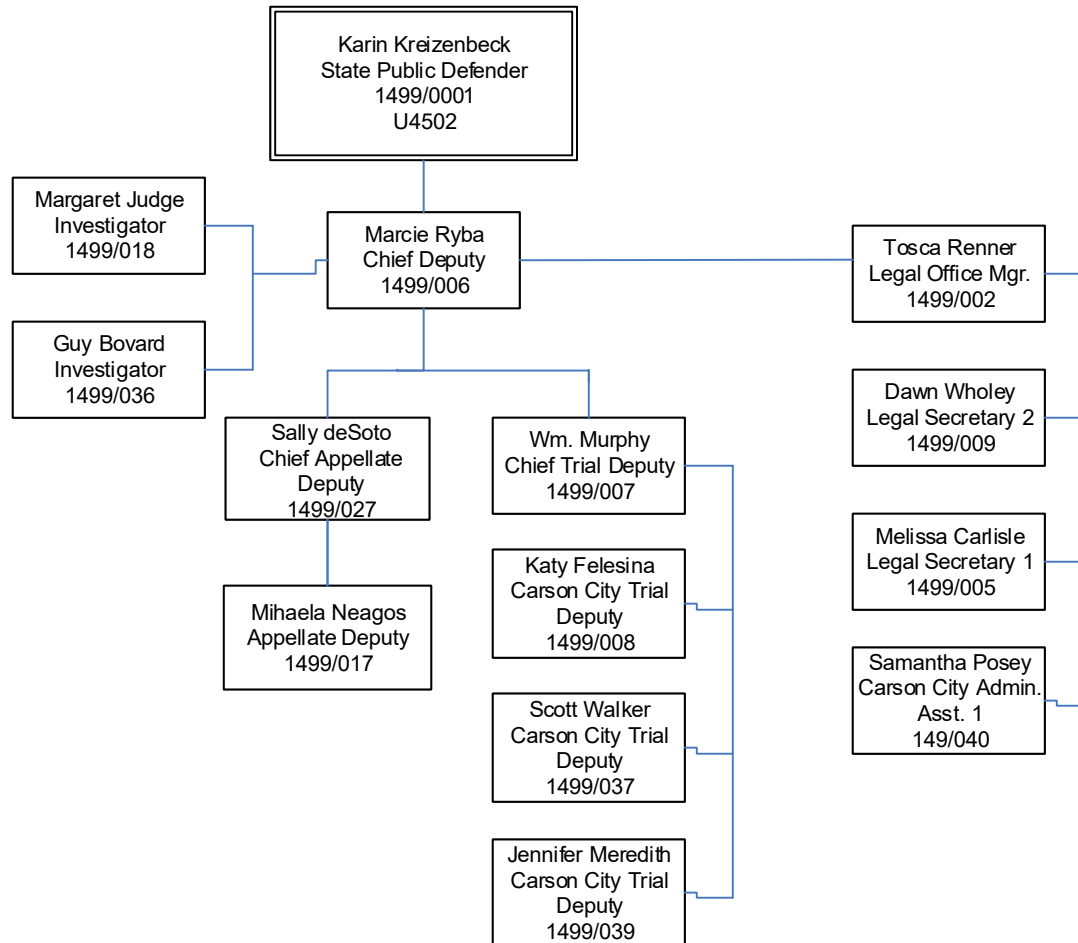 Karin Kreizenbeck
State Public Defender
1499/0001
U4502
Margaret Judge
Investigator
1499/018
Guy Bovard
Investigator
1499/036
Marcie Ryba
Chief Deputy
1499/006
Sally deSoto
Chief Appellate
Deputy
1499/027
Mihaela Neagos
Appellate Deputy
1499/017
Wm. Murphy
Chief Trial Deputy
1499/007
Katy Felesina
Carson City Trial
Deputy
1499/008
Scott Walker
Carson City Trial
Deputy
1499/037
Jennifer Meredith
Carson City Trial
Deputy
1499/039
Tosca Renner
Legal Office Mgr.
1499/002
Dawn Wholey
Legal Secretary 2
1499/009
Melissa Carlisle
Legal Secretary 1
1499/005
Samantha Posey
Carson City Admin.
Asst. 1
149/040